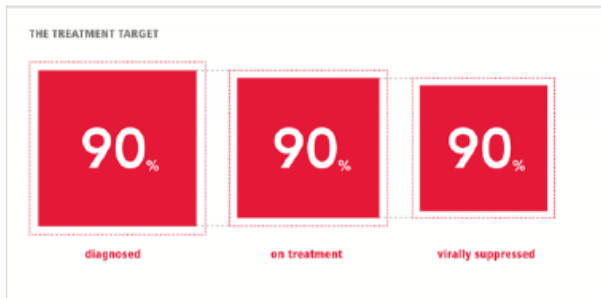 THE TREATMENT TARGET
90% 90% 90%
diagnosed on treatment virally suppressed